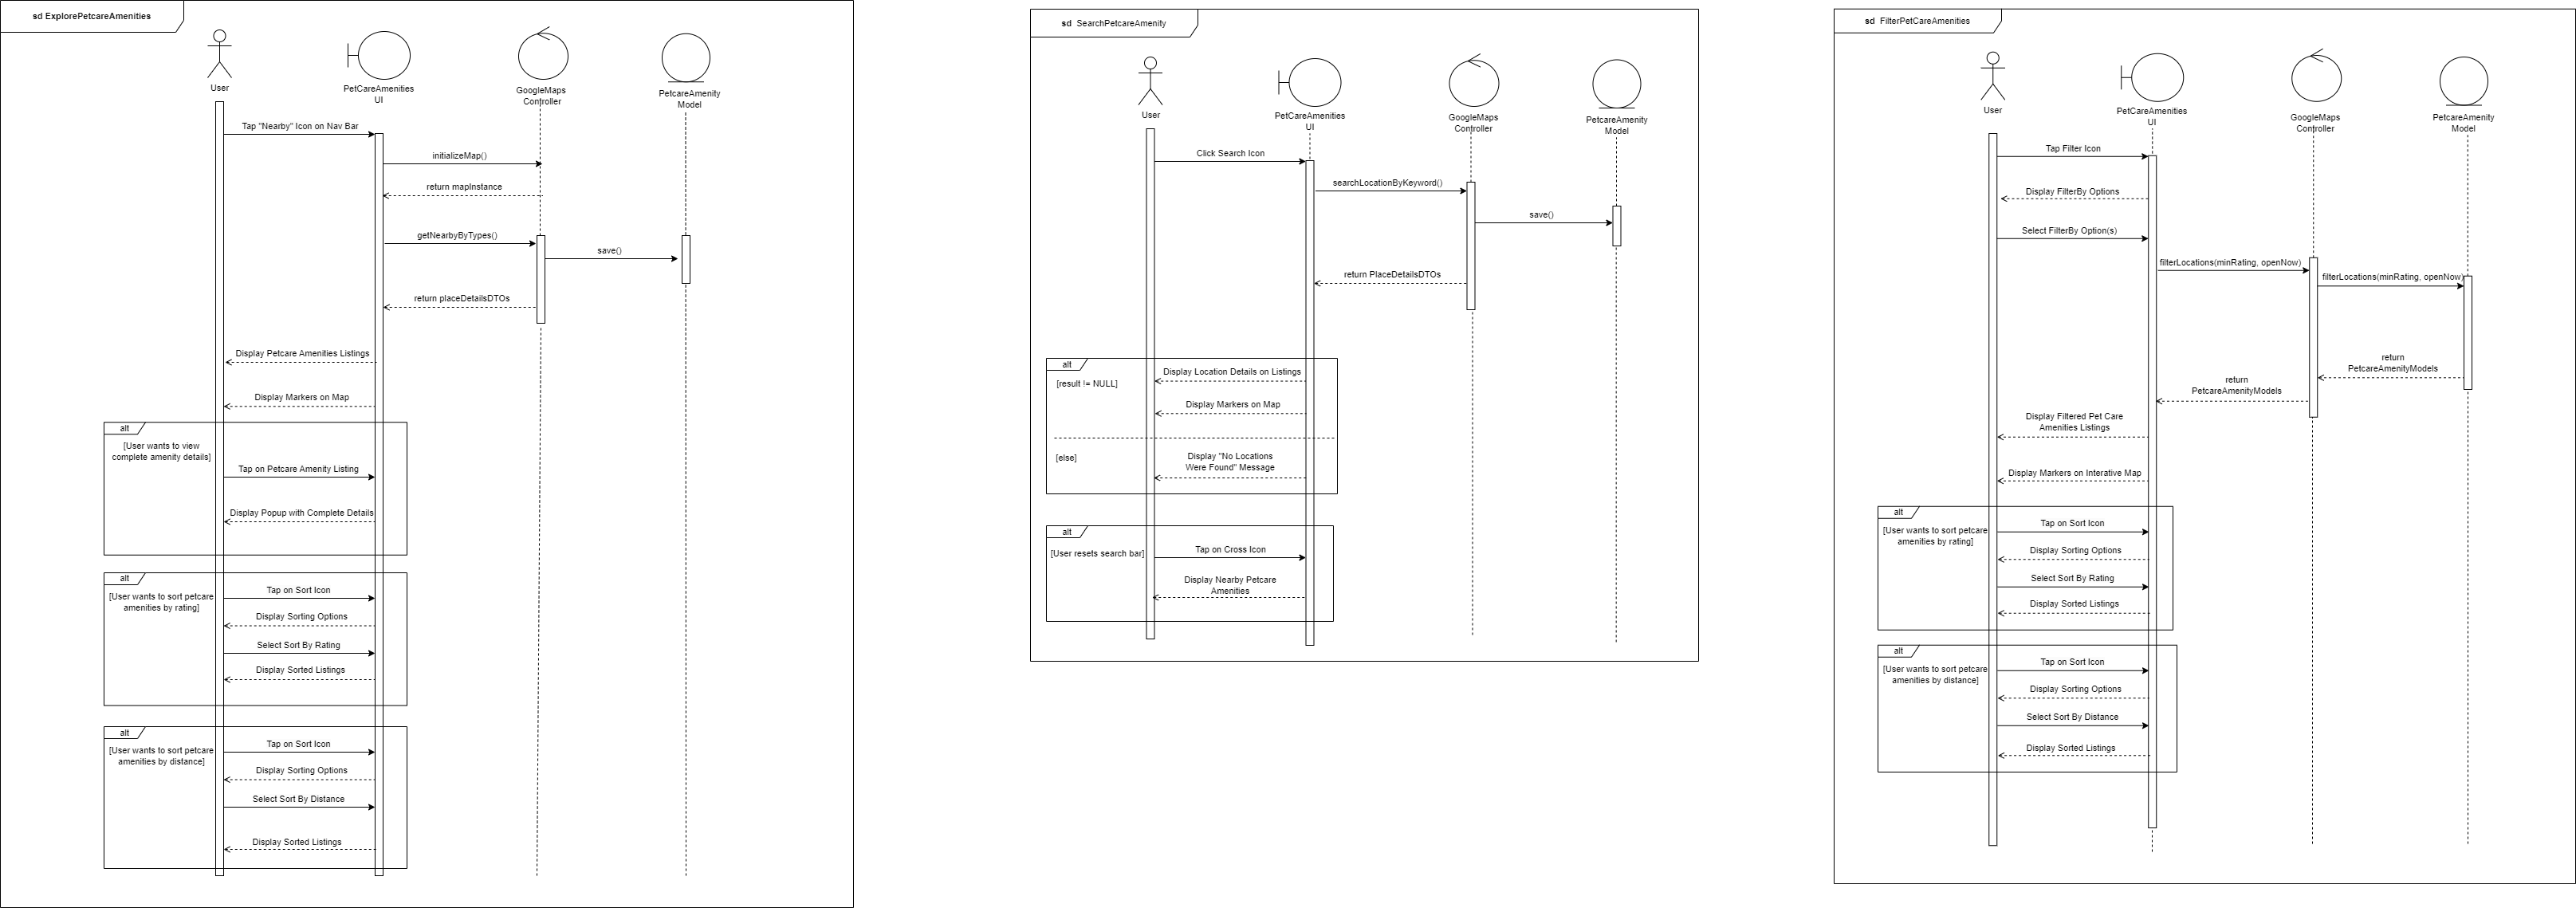 sd ExplorePetcareAmenities
User
PetCareAmenities
UI
GoogleMaps
Controller
PetcareAmenity
Model
Tap "Nearby" Icon on Nav Bar
initializeMap()
return mapInstance
getNearbyByTypes()
save()
return placeDetailsDTOs
Display Petcare Amenities Listings
Display Markers on Map
alt
[User wants to view
complete amenity details]
Tap on Petcare Amenity Listing
Display Popup with Complete Details
alt
[User wants to sort petcare
amenities by rating]
Tap on Sort Icon
Display Sorting Options
Select Sort By Rating
Display Sorted Listings
alt
[User wants to sort petcare
amenities by distance]
Tap on Sort Icon
Display Sorting Options
Select Sort By Distance
Display Sorted Listings
sd SearchPetcareAmenity
User
PetCareAmenities
UI
GoogleMaps
Controller
PetcareAmenity
Model
Click Search Icon
searchLocationByKeyword()
save()
return PlaceDetailsDTOs
alt
[result != NULL]
Display Location Details on Listings
Display Markers on Map
[else]
Display "No Locations
Were Found" Message
alt
[User resets search bar]
Tap on Cross Icon
Display Nearby Petcare
Amenities
sd FilterPetCareAmenities
User
PetCareAmenities
UI
GoogleMaps
Controller
PetcareAmenity
Model
Tap Filter Icon
Display FilterBy Options
Select FilterBy Option(s)
filterLocations(minRating, openNow)
filterLocations(minRating, openNow)
return
PetcareAmenityModels
return
PetcareAmenityModels
Display Filtered Pet Care
Amenities Listings
Display Markers on Interative Map
alt
[User wants to sort petcare
amenities by rating]
Tap on Sort Icon
Display Sorting Options
Select Sort By Rating
Display Sorted Listings
alt
[User wants to sort petcare
amenities by distance]
Tap on Sort Icon
Display Sorting Options
Select Sort By Distance
Display Sorted Listings